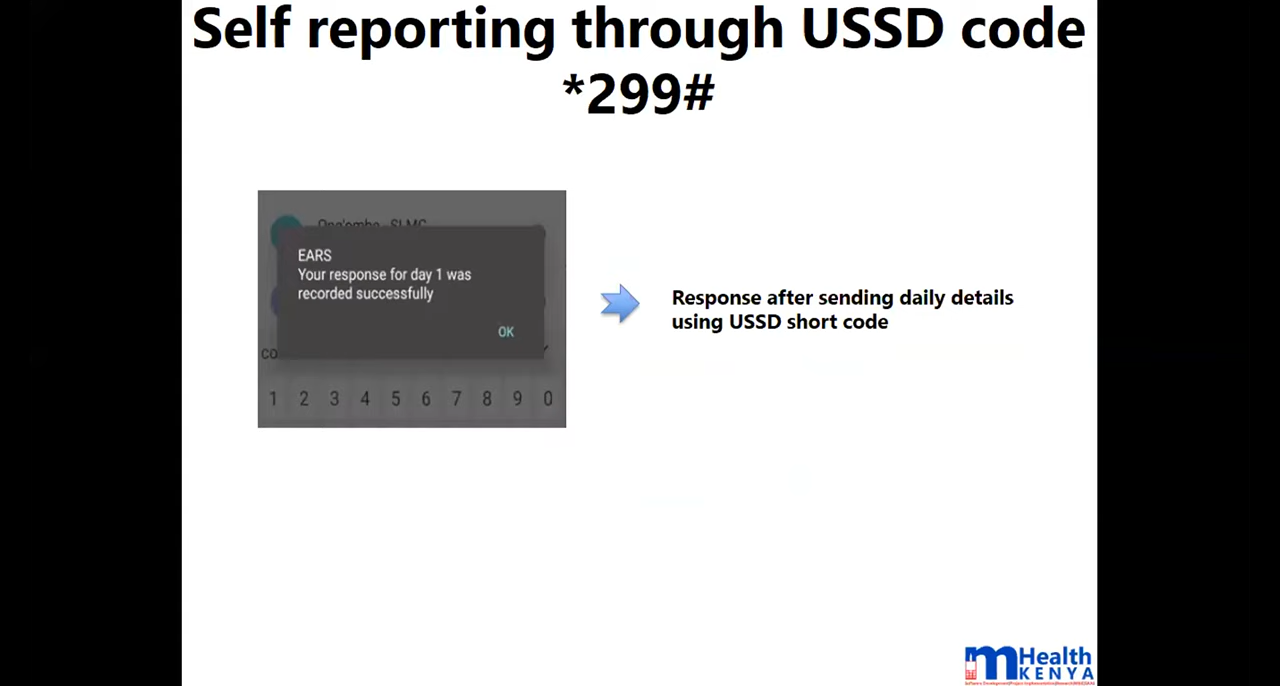 Self reporting through USSD code
*299#
EARS
Your response for day 1 was
recorded successfully
OK
1 2 3 4 5 6 7 8 9 0
Response after sending daily details
using USSD short code
mHealth
KENYA